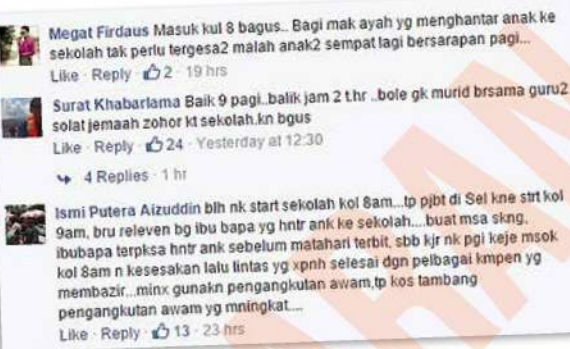 Megat Firdaus Masuk kul 8 bagus.. Bagi mak ayah yg menghantar anak ke
sekolah tak perlu tergesa2 malah anak2 sempat lagi bersarapan pagi...
Like · Reply · 2 · 19 hrs
Surat Khabarlama Baik 9 pagi..balik jam 2 t.hr ..bole gk murid brsama guru2
solat jemaah zohor kt sekolah.kn bgus
Like · Reply · 24 · Yesterday at 12:30
4 Replies · 1 hr
Ismi Putera Aizuddin blh nk start sekolah kol 8am...tp pjbt di Sel kne strt kol
9am, bru releven bg ibu bapa yg hntr ank ke sekolah....buat msa skng,
ibubapa terpksa hntr ank sebelum matahari terbit, sbb kjr nk pgi keje msok
kol 8am n kesesakan lalu lintas yg xpnh selesai dgn pelbagai kmpen yg
membazir...minx gunakn pengangkutan awam,tp kos tambang
pengangkutan awam yg mningkat....
Like · Reply · 13 · 23 hrs